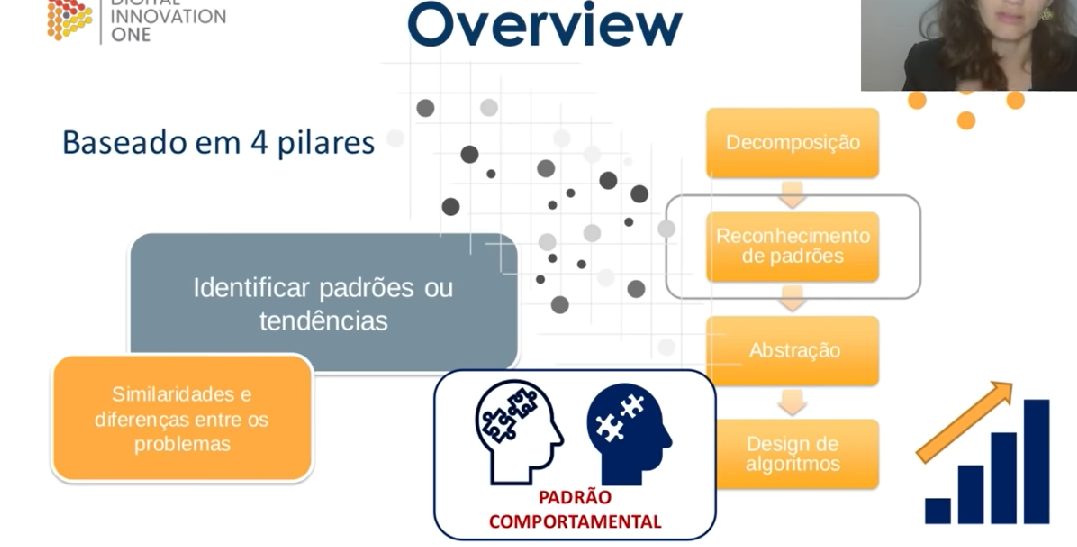 DIGITAL
INNOVATION
ONE
Overview
Baseado em 4 pilares
Decomposição
Reconhecimento
de padrões
Identificar padrões ou
tendências
Abstração
Similaridades e
diferenças entre os
problemas
Design de
algoritmos
PADRÃO
COMPORTAMENTAL